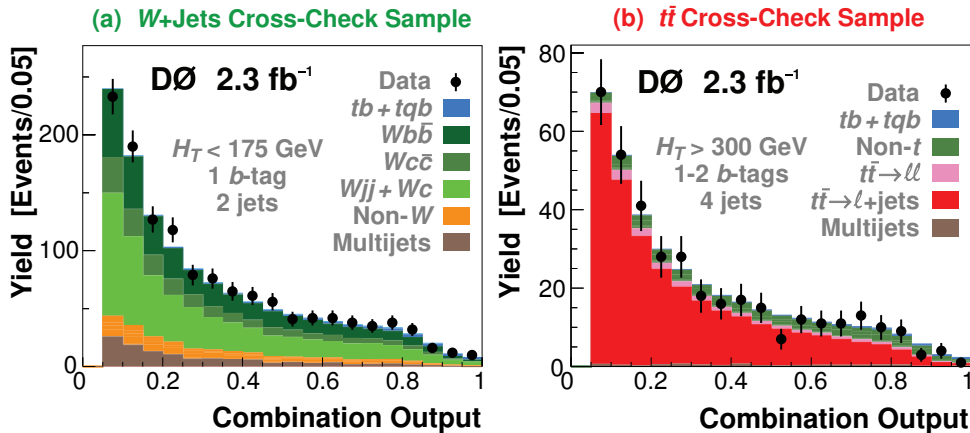 (a) W+Jets Cross-Check Sample
Yield [Events/0.05]
200
100
0
DØ 2.3 fb⁻¹
H_T < 175 GeV
1 b-tag
2 jets
Data
tb + tqb
Wbb̄
Wcc̄
Wjj + Wc
Non-W
Multijets
0 0.2 0.4 0.6 0.8 1
Combination Output
(b) tt̄ Cross-Check Sample
Yield [Events/0.05]
80
60
40
20
0
DØ 2.3 fb⁻¹
H_T > 300 GeV
1-2 b-tags
4 jets
Data
tb + tqb
Non-t
tt̄→ℓℓ
tt̄→ℓ+jets
Multijets
0 0.2 0.4 0.6 0.8 1
Combination Output